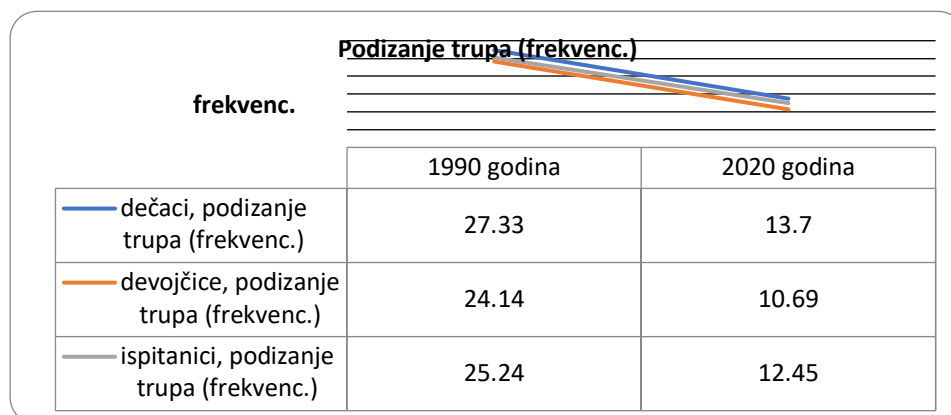 Podizanje trupa (frekvenc.)
frekvenc.
1990 godina 2020 godina
dečaci, podizanje
trupa (frekvenc.)
27.33 13.7
devojčice, podizanje
trupa (frekvenc.)
24.14 10.69
ispitanici, podizanje
trupa (frekvenc.)
25.24 12.45